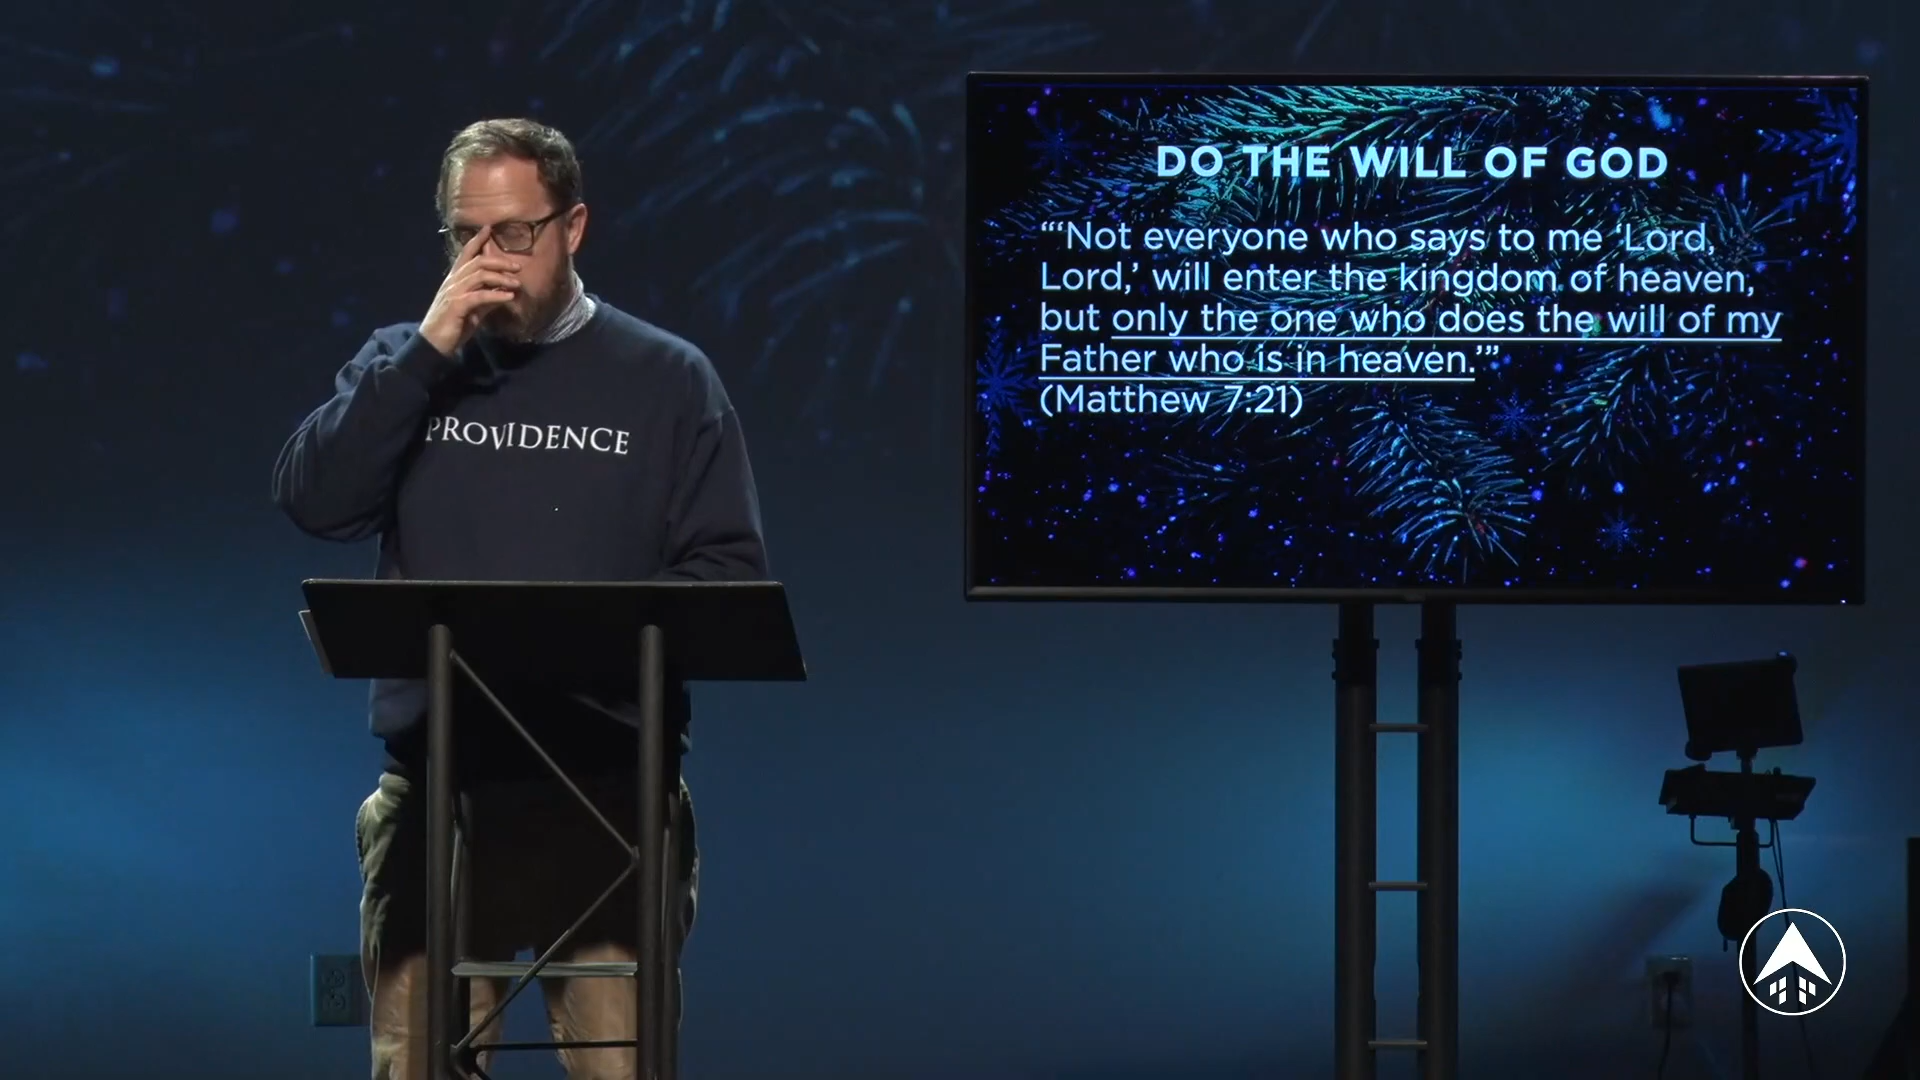 DO THE WILL OF GOD
“‘Not everyone who says to me ‘Lord,
Lord,’ will enter the kingdom of heaven,
but only the one who does the will of my
Father who is in heaven.’”
(Matthew 7:21)
PROVIDENCE